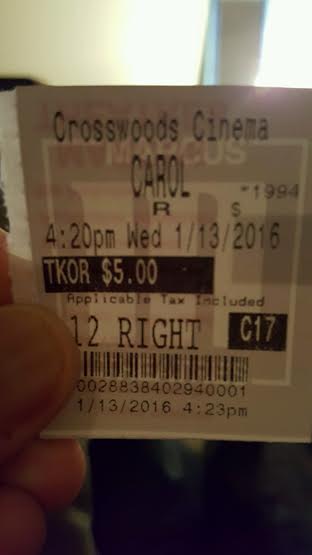 Crosswoods Cinema
CAROL
R
$
*1994
4:20pm Wed 1/13/2016
TKOR $5.00
Applicable Tax Included
12 RIGHT
C17
0028838402940001
1/13/2016 4:23pm